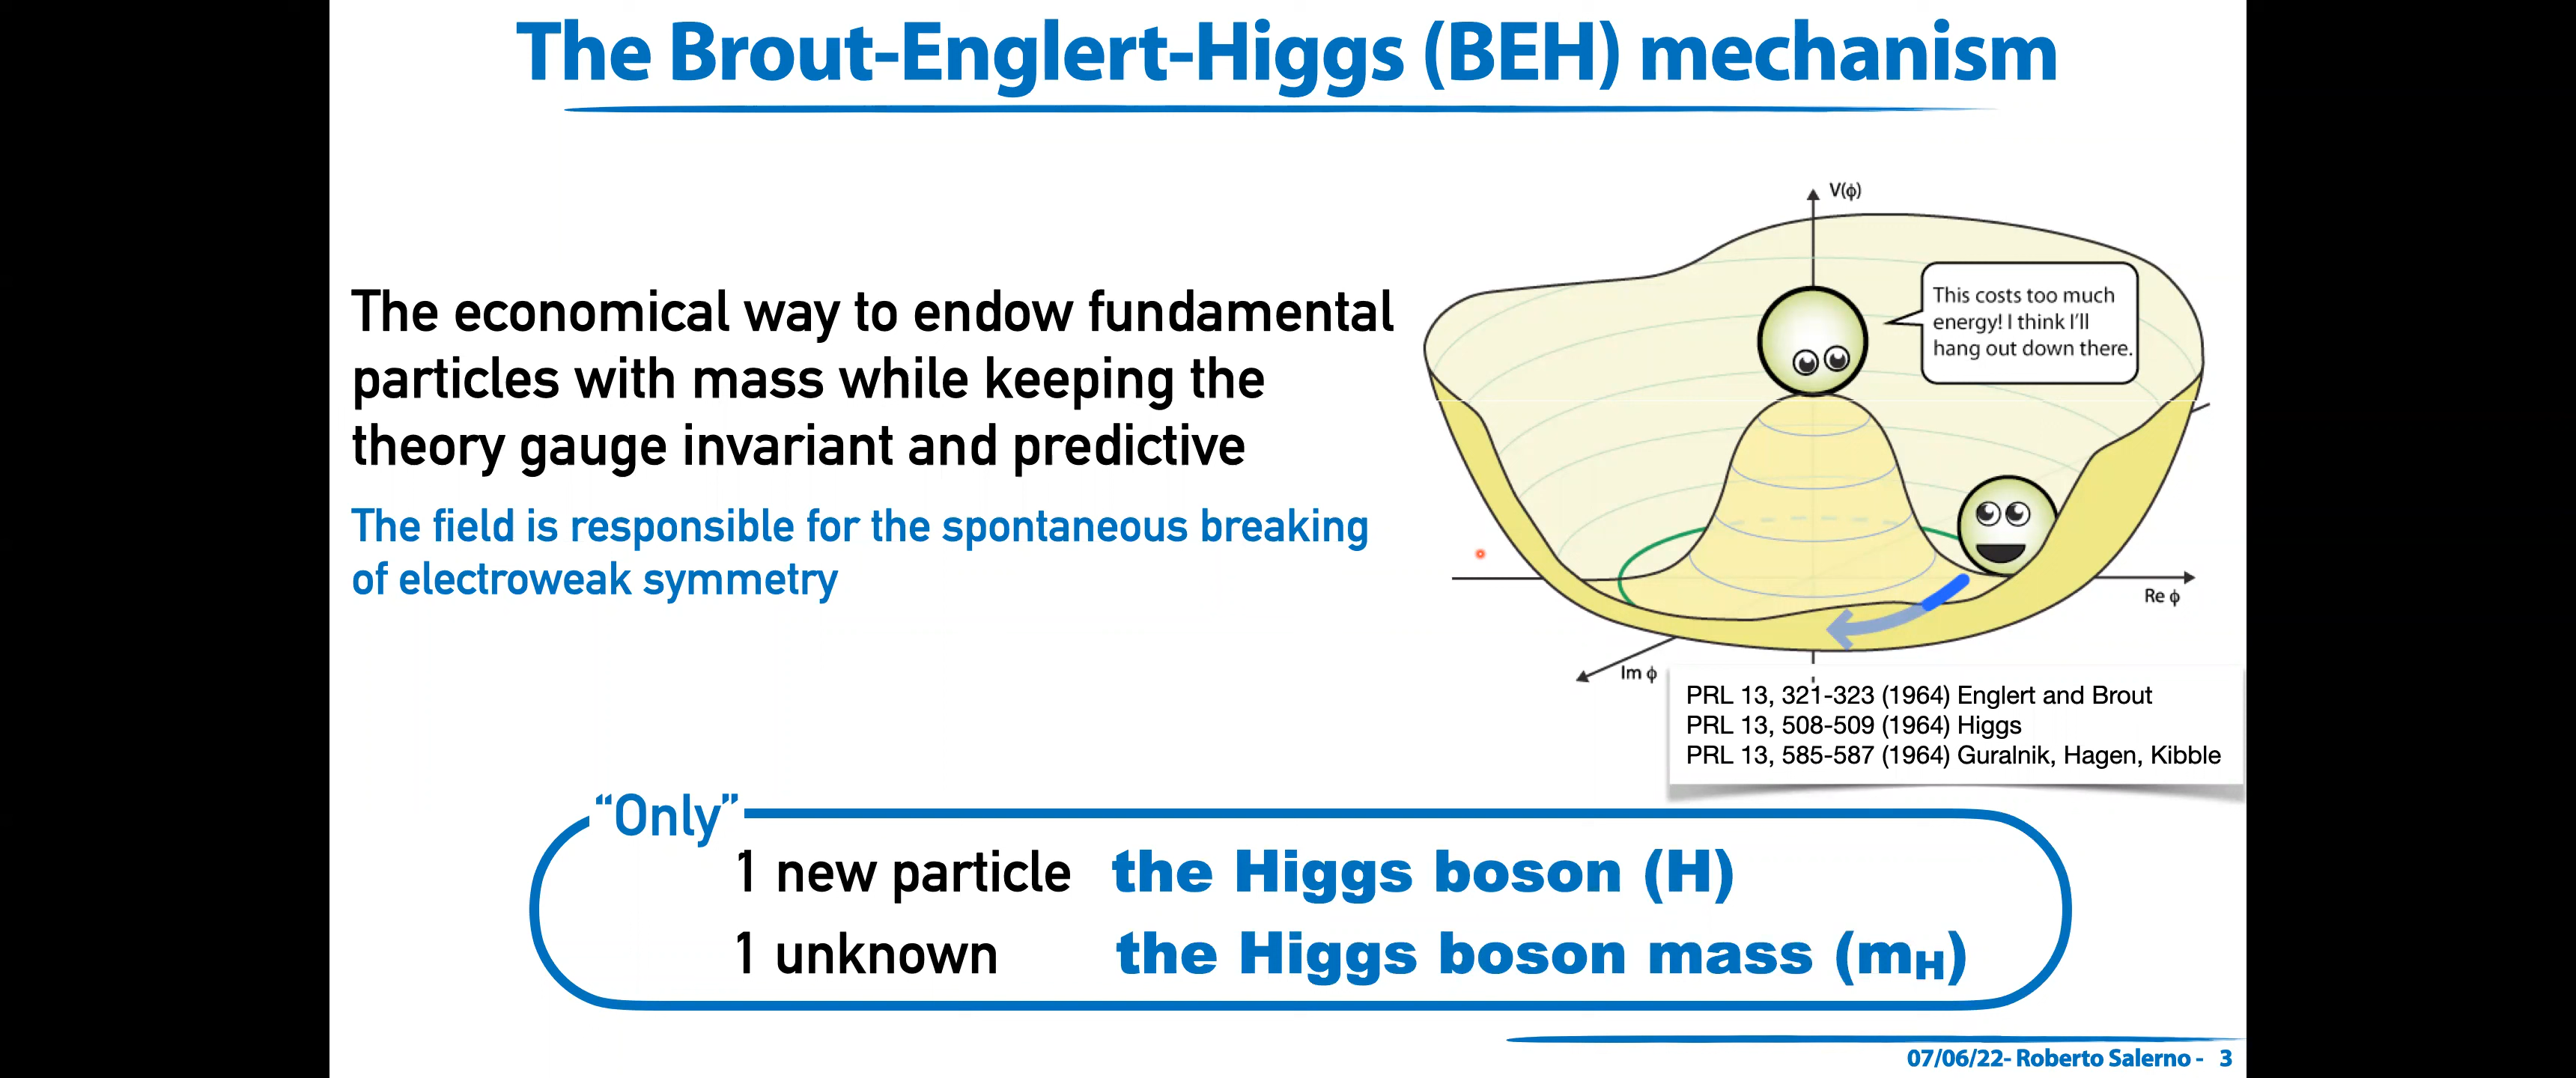 The Brout-Englert-Higgs (BEH) mechanism
The economical way to endow fundamental
particles with mass while keeping the
theory gauge invariant and predictive
The field is responsible for the spontaneous breaking
of electroweak symmetry
V(ϕ)
This costs too much
energy! I think I'll
hang out down there.
Re ϕ
Im ϕ
PRL 13, 321-323 (1964) Englert and Brout
PRL 13, 508-509 (1964) Higgs
PRL 13, 585-587 (1964) Guralnik, Hagen, Kibble
“Only”
1 new particle the Higgs boson (H)
1 unknown the Higgs boson mass (mH)
07/06/22- Roberto Salerno - 3